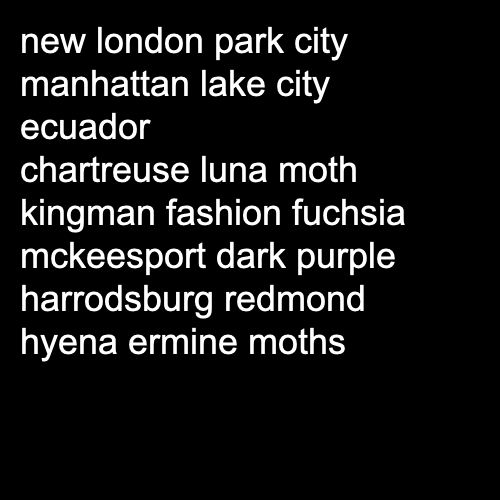 new london park city
manhattan lake city
ecuador
chartreuse luna moth
kingman fashion fuchsia
mckeesport dark purple
harrodsburg redmond
hyena ermine moths